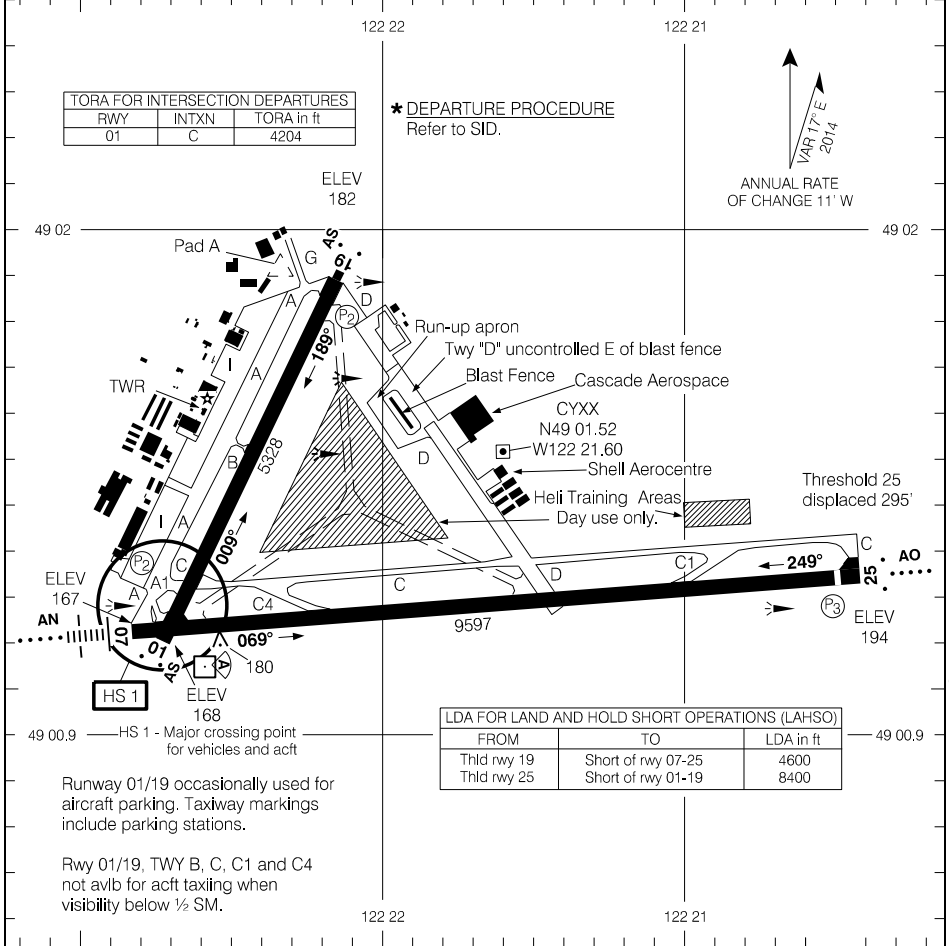 122 22
122 21
TORA FOR INTERSECTION DEPARTURES
RWY INTXN TORA in ft
01 C 4204
* DEPARTURE PROCEDURE
Refer to SID.
VAR 17° E
2014
ANNUAL RATE
OF CHANGE 11' W
ELEV
182
49 02
49 02
Pad A
G
AS
19
A
D
P2
189°
Run-up apron
Twy "D" uncontrolled E of blast fence
Blast Fence
Cascade Aerospace
I
A
TWR
CYXX
N49 01.52
W122 21.60
5328
B
D
Shell Aerocentre
Heli Training Areas
Day use only.
Threshold 25
displaced 295'
I
A
009°
P2
C
C
ELEV
167
A1
A
C4
C
D
C1
249°
25
AO
AN
07
069°
9597
P3
ELEV
194
01
AS
A
180
HS 1
ELEV
168
49 00.9
HS 1 - Major crossing point
for vehicles and acft
49 00.9
LDA FOR LAND AND HOLD SHORT OPERATIONS (LAHSO)
FROM TO LDA in ft
Thld rwy 19 Short of rwy 07-25 4600
Thld rwy 25 Short of rwy 01-19 8400
Runway 01/19 occasionally used for
aircraft parking. Taxiway markings
include parking stations.
Rwy 01/19, TWY B, C, C1 and C4
not avlb for acft taxiing when
visibility below ½ SM.
122 22
122 21